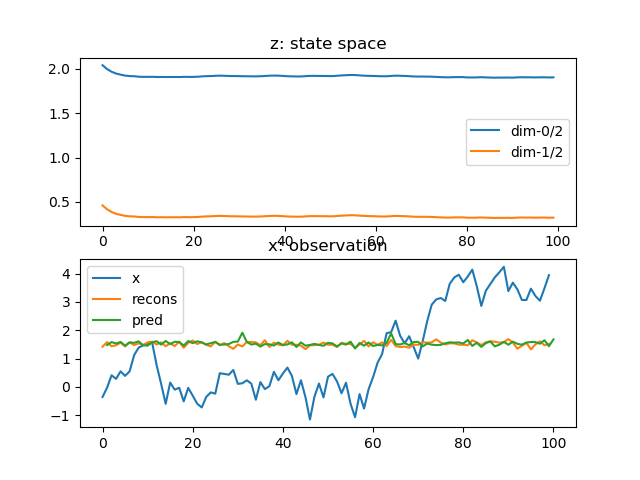 z: state space
2.0
1.5
1.0
0.5
dim-0/2
dim-1/2
0 20 40 60 80 100
x: observation
4
3
2
1
0
−1
x
recons
pred
0 20 40 60 80 100